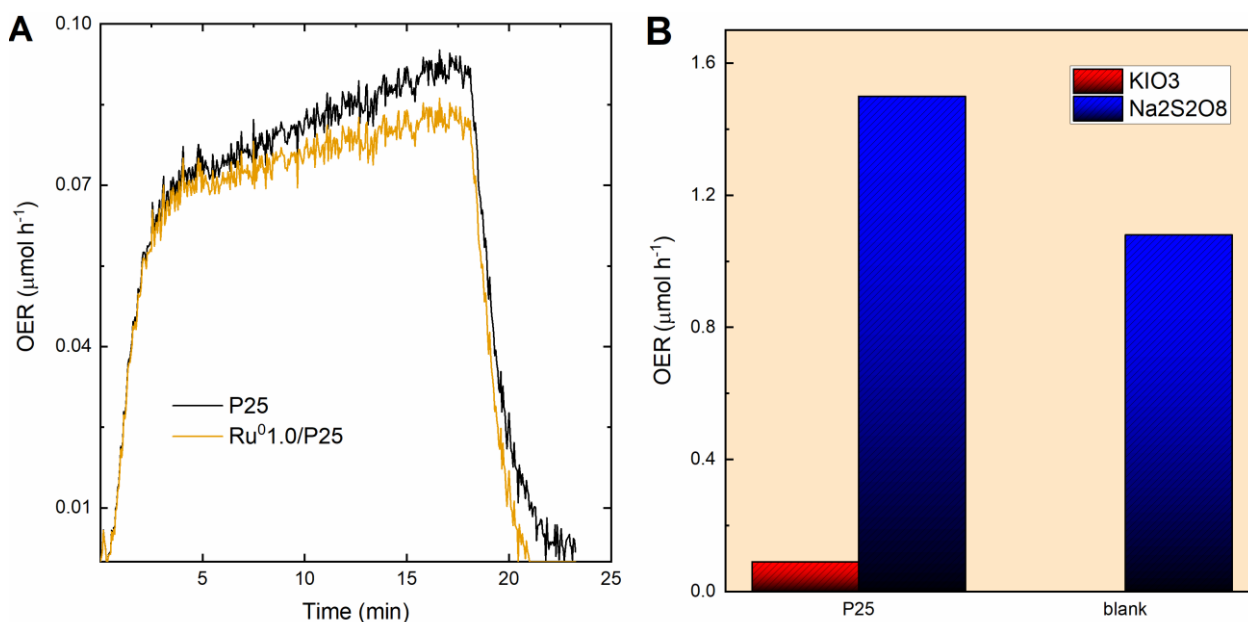 A
OER (μmol h⁻¹)
0.10
0.07
0.04
0.01
P25
Ru⁰1.0/P25
5 10 15 20 25
Time (min)
B
OER (μmol h⁻¹)
1.6
1.2
0.8
0.4
0.0
KIO3
Na2S2O8
P25 blank